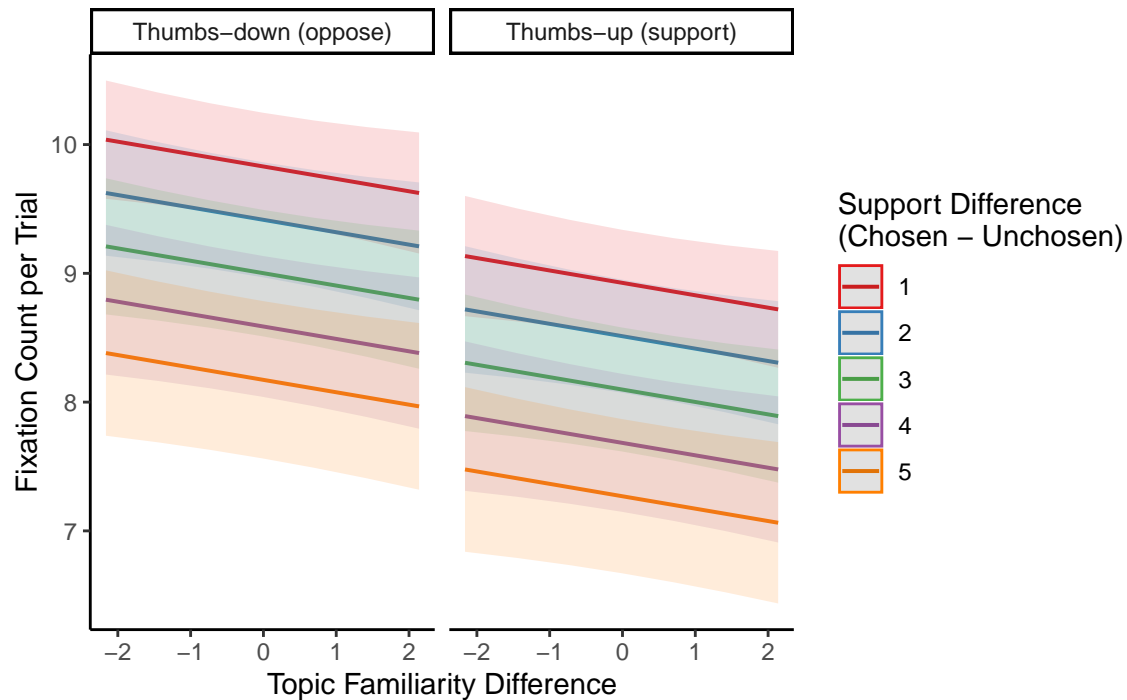 Thumbs−down (oppose)
Thumbs−up (support)
10
9
8
7
Fixation Count per Trial
−2 −1 0 1 2
−2 −1 0 1 2
Topic Familiarity Difference
Support Difference
(Chosen − Unchosen)
1
2
3
4
5